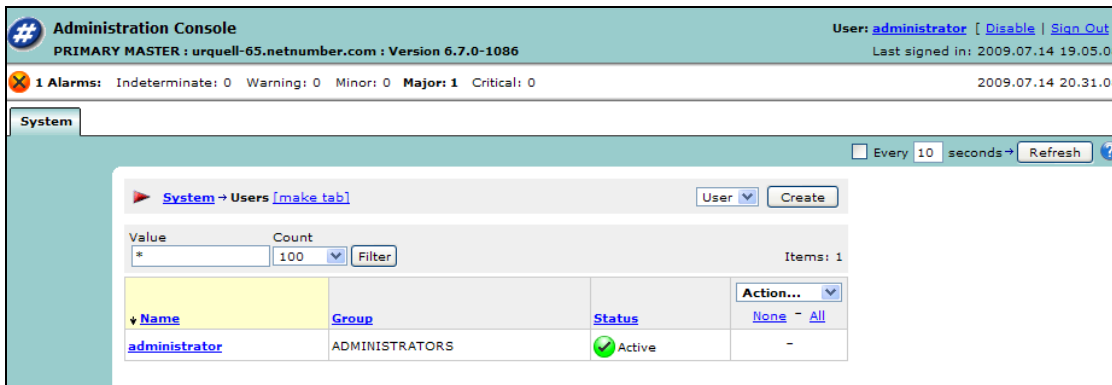 Administration Console
User: administrator [ Disable | Sign Out
PRIMARY MASTER : urquell-65.netnumber.com : Version 6.7.0-1086
Last signed in: 2009.07.14 19.05.0
1 Alarms: Indeterminate: 0 Warning: 0 Minor: 0 Major: 1 Critical: 0
2009.07.14 20.31.0
System
Every 10 seconds→ Refresh ?
System → Users [make tab]
User Create
Value Count
* 100 Filter
Items: 1
Action...
Name Group Status None - All
administrator ADMINISTRATORS Active -